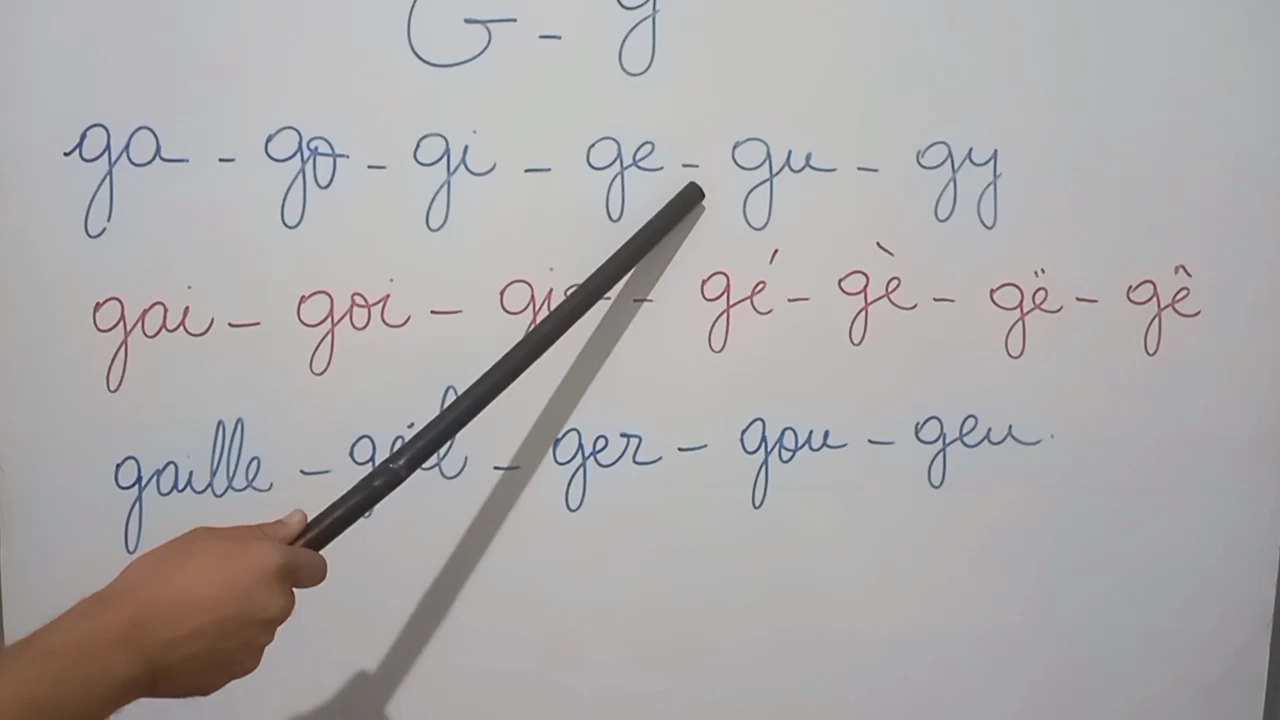 G - g
ga - go - gi - ge - gu - gy
gai - goi - - gé - gè - gë - gê
gaille - - ger - gou - geu.